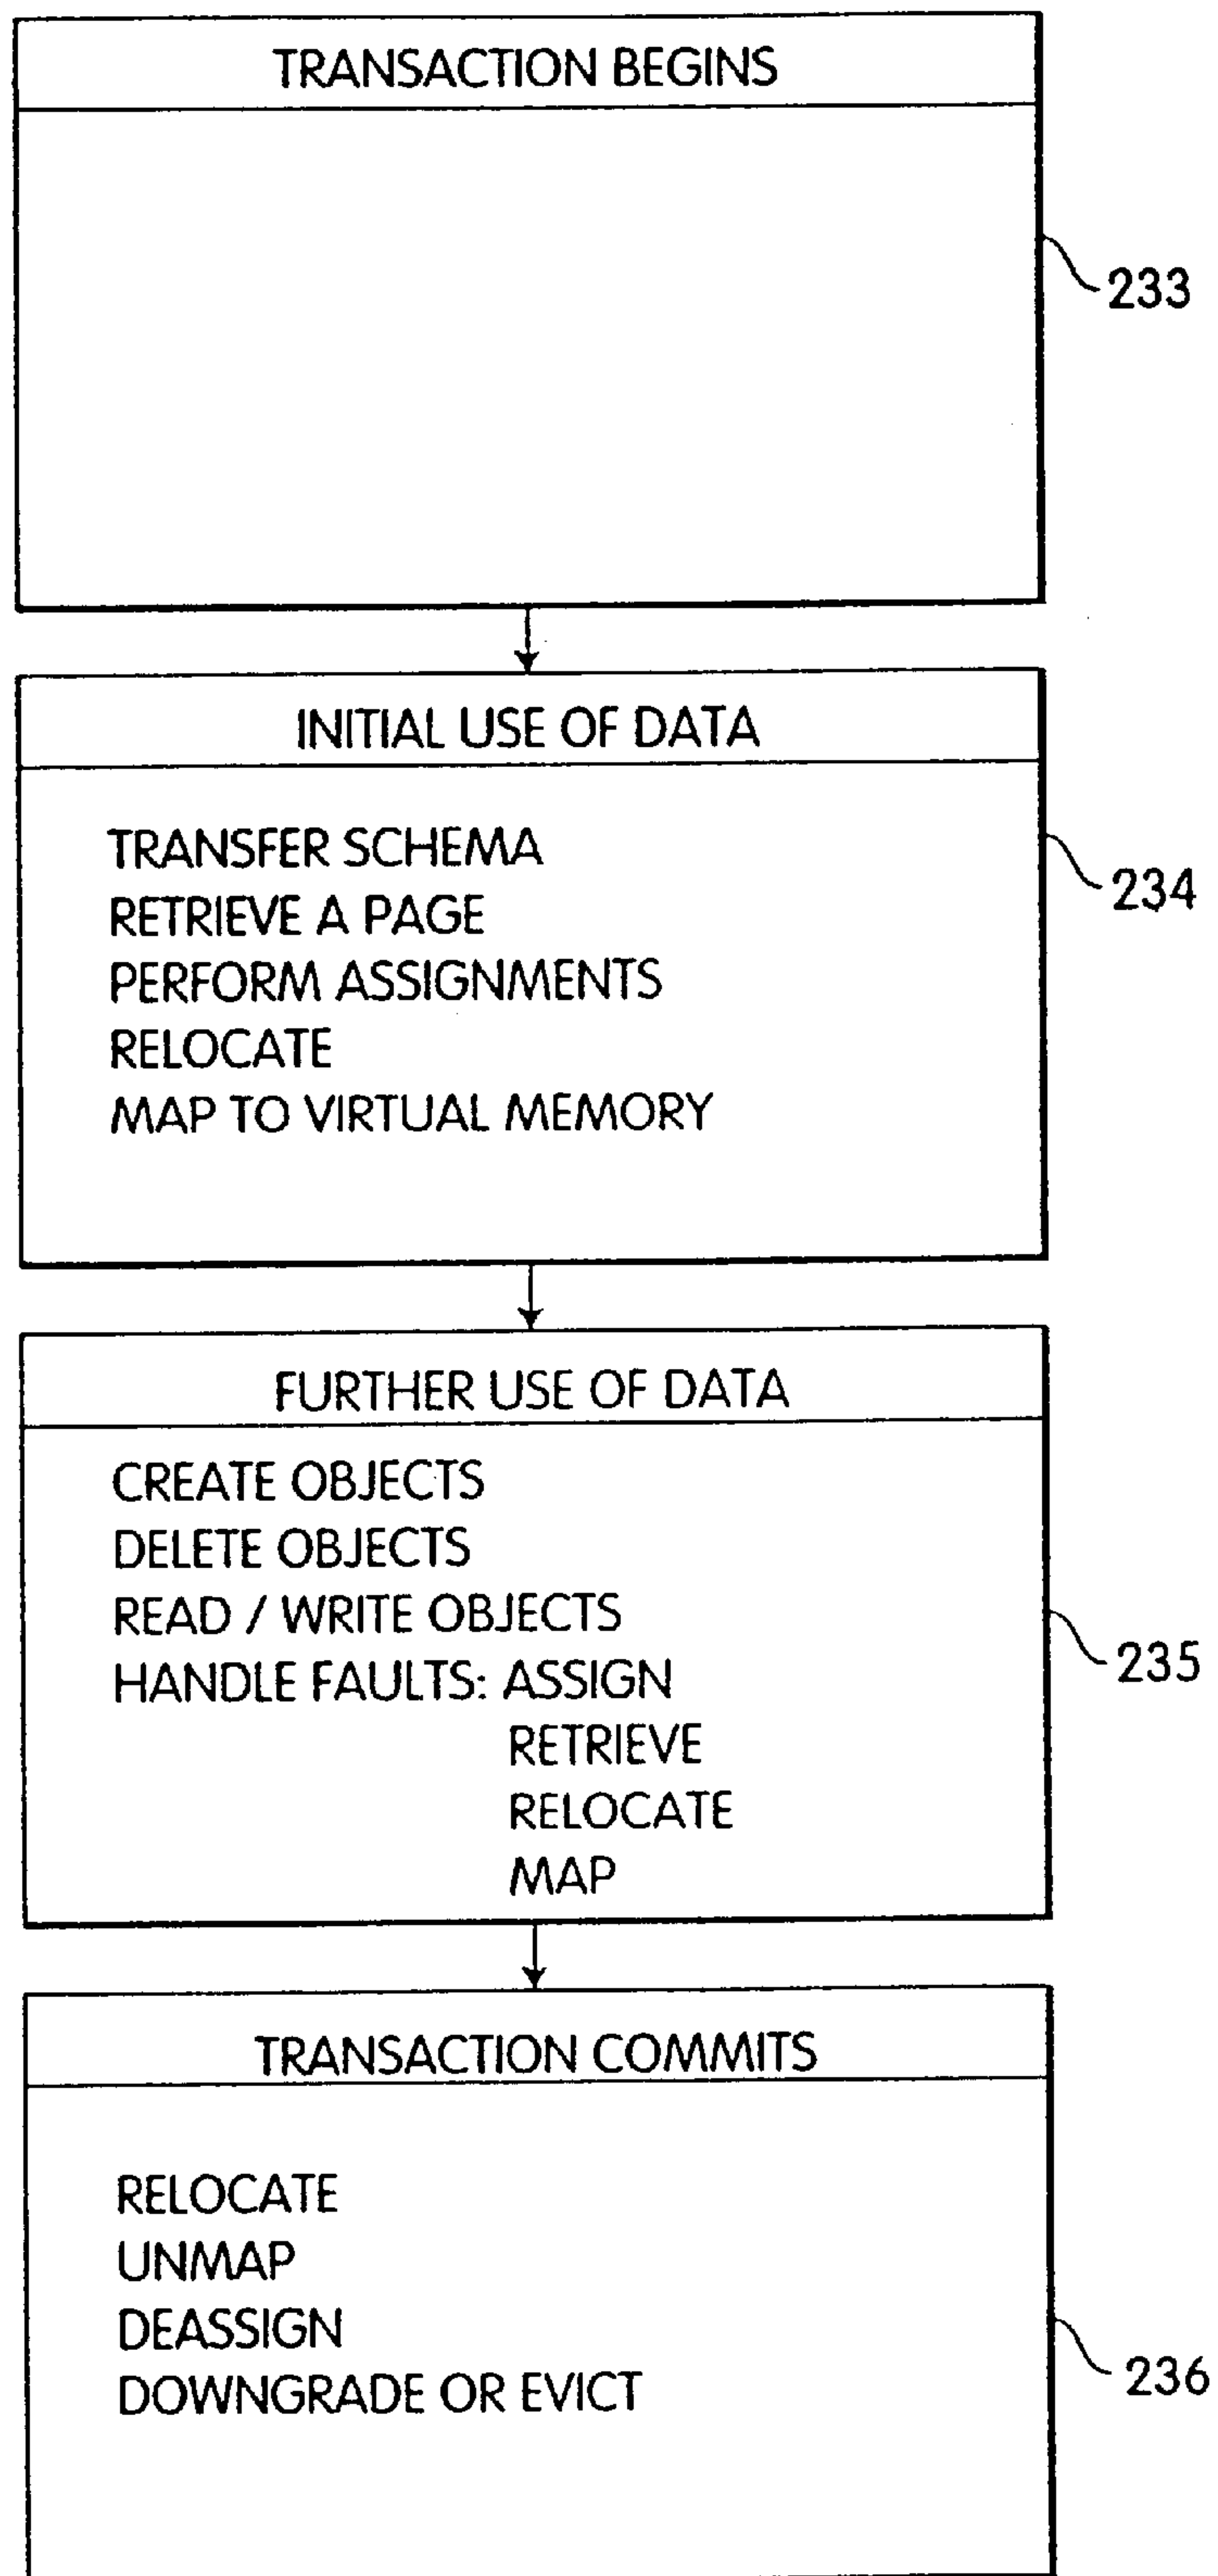 TRANSACTION BEGINS
233
INITIAL USE OF DATA
TRANSFER SCHEMA
234
RETRIEVE A PAGE
PERFORM ASSIGNMENTS
RELOCATE
MAP TO VIRTUAL MEMORY
FURTHER USE OF DATA
CREATE OBJECTS
DELETE OBJECTS
READ / WRITE OBJECTS
HANDLE FAULTS: ASSIGN
235
RETRIEVE
RELOCATE
MAP
TRANSACTION COMMITS
RELOCATE
UNMAP
DEASSIGN
DOWNGRADE OR EVICT
236